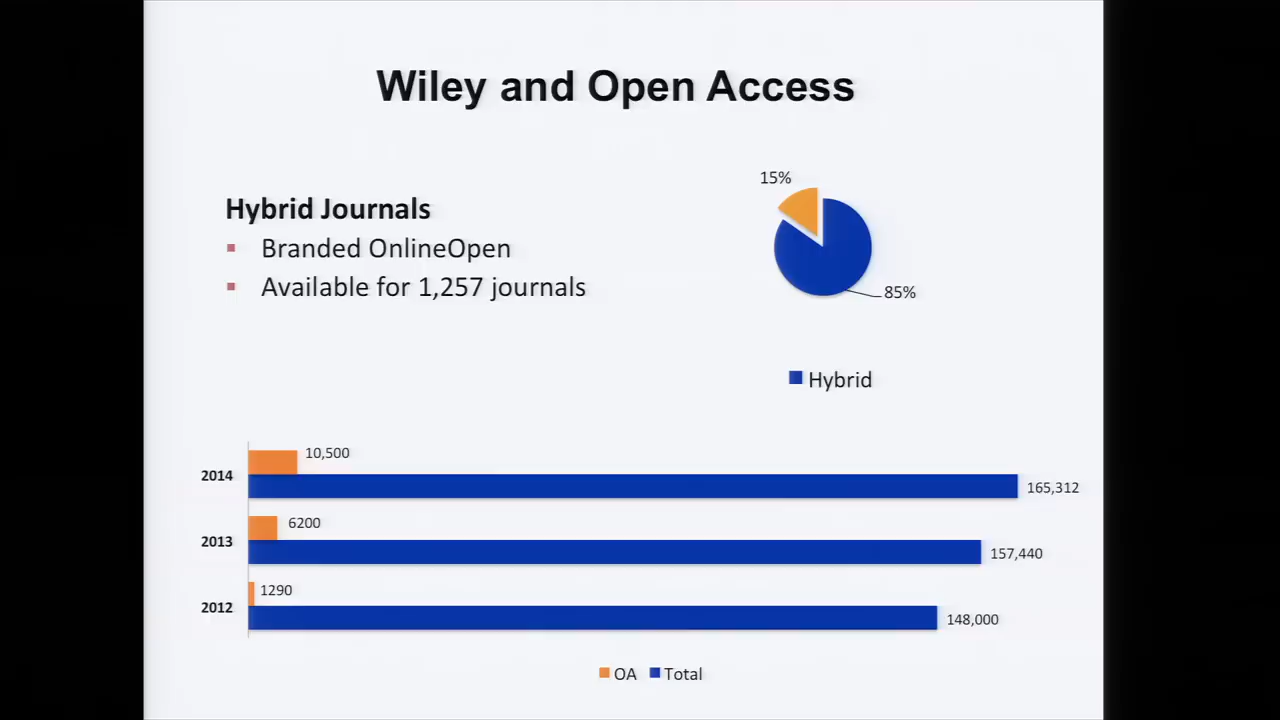 Wiley and Open Access
Hybrid Journals
Branded OnlineOpen
Available for 1,257 journals
15%
85%
Hybrid
2014
10,500
165,312
2013
6200
157,440
2012
1290
148,000
OA Total